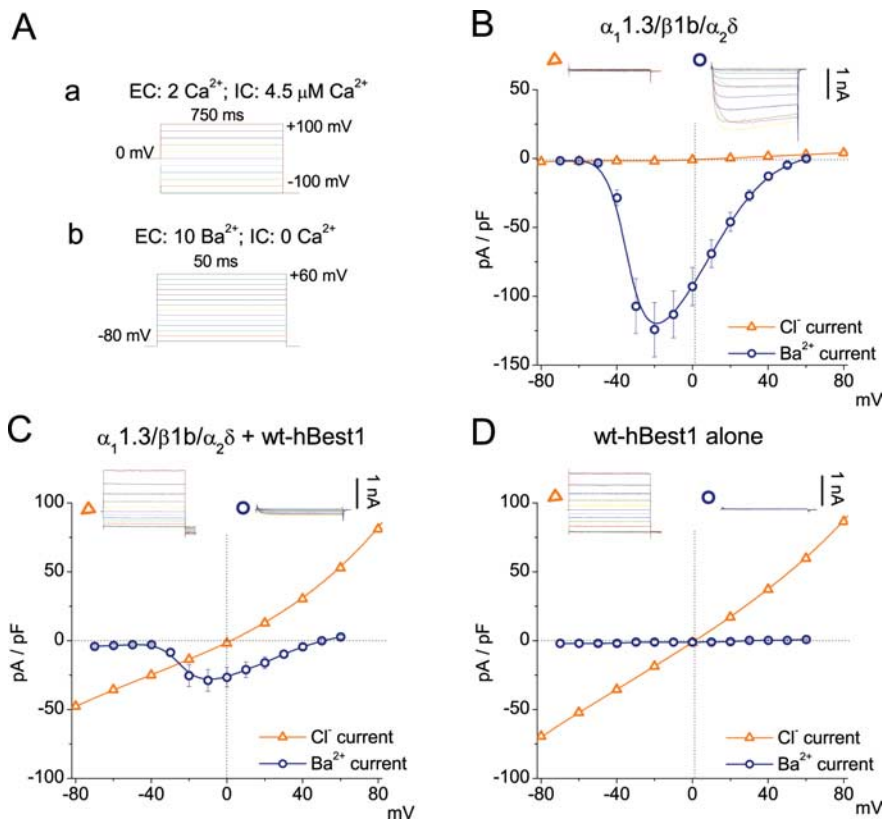 A
a
EC: 2 Ca²⁺; IC: 4.5 μM Ca²⁺
750 ms
+100 mV
0 mV
-100 mV
b
EC: 10 Ba²⁺; IC: 0 Ca²⁺
50 ms
+60 mV
-80 mV
B
α₁1.3/β1b/α₂δ
1 nA
50
0
-50
-100
-150
pA / pF
Cl⁻ current
Ba²⁺ current
-80 -40 0 40 80
mV
C
α₁1.3/β1b/α₂δ + wt-hBest1
1 nA
100
50
0
-50
-100
pA / pF
Cl⁻ current
Ba²⁺ current
-80 -40 0 40 80
mV
D
wt-hBest1 alone
1 nA
100
50
0
-50
-100
pA / pF
Cl⁻ current
Ba²⁺ current
-80 -40 0 40 80
mV